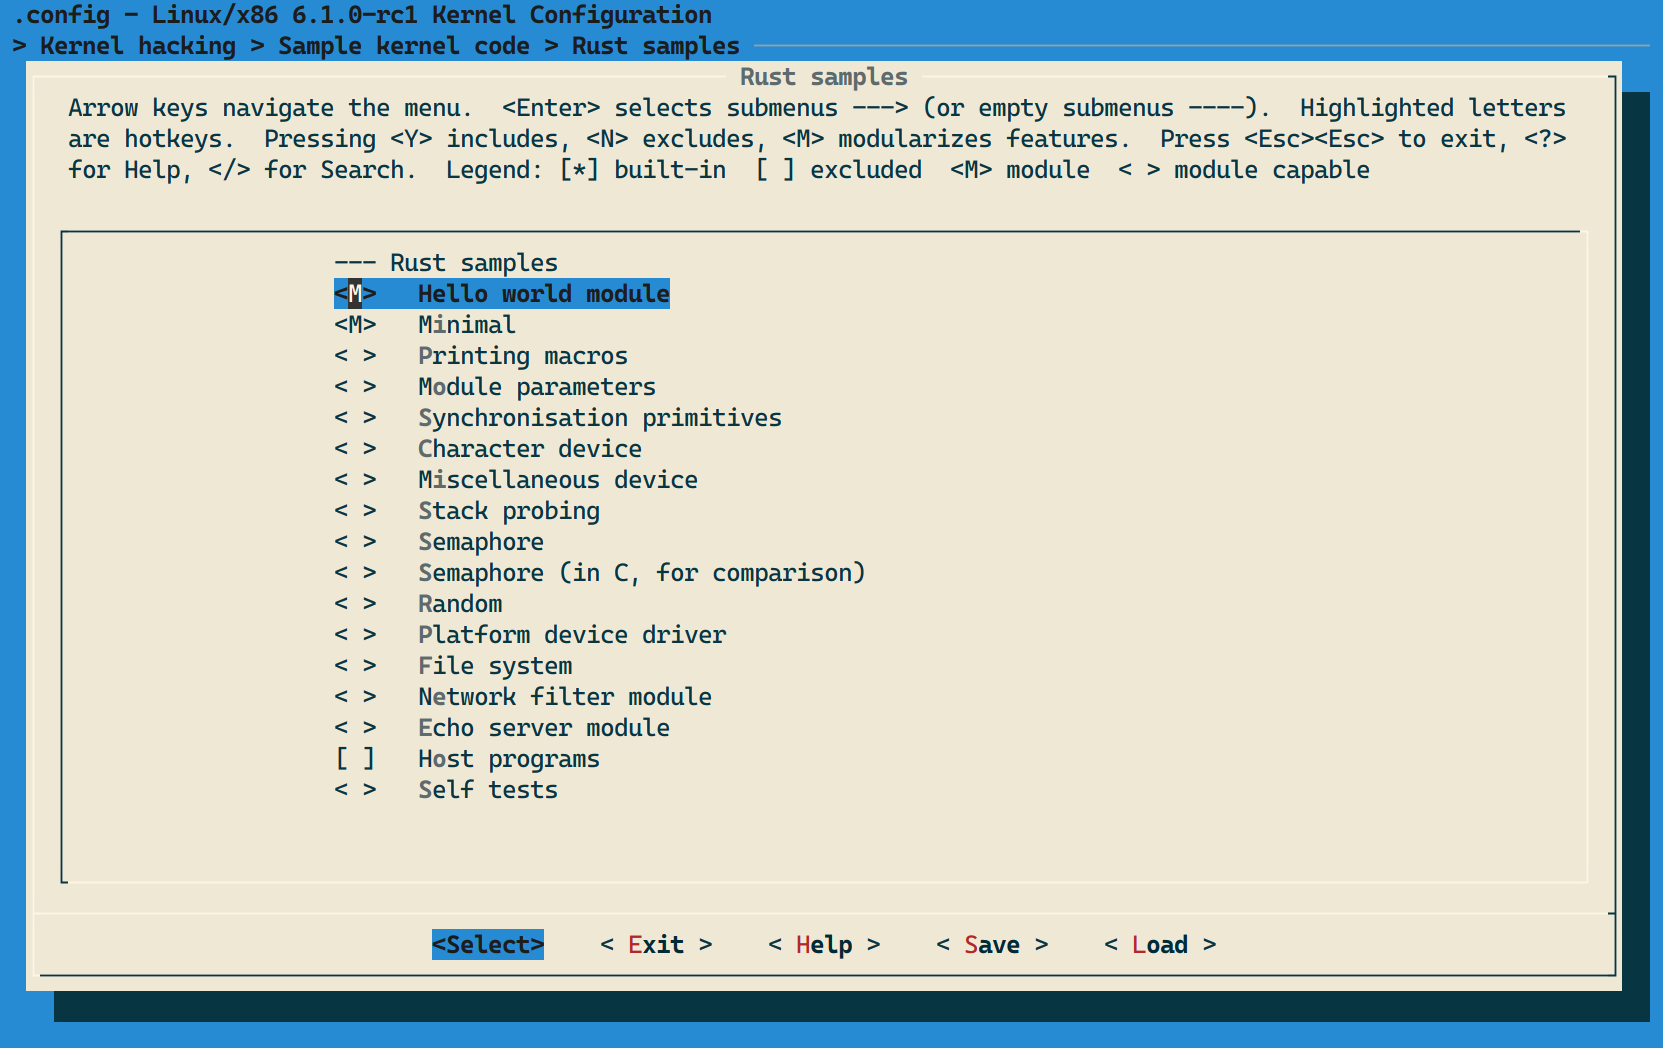 .config - Linux/x86 6.1.0-rc1 Kernel Configuration
> Kernel hacking > Sample kernel code > Rust samples
Rust samples
Arrow keys navigate the menu.  <Enter> selects submenus ---> (or empty submenus ----).  Highlighted letters
are hotkeys.  Pressing <Y> includes, <N> excludes, <M> modularizes features.  Press <Esc><Esc> to exit, <?>
for Help, </> for Search.  Legend: [*] built-in  [ ] excluded  <M> module  < > module capable
--- Rust samples
<M>   Hello world module
<M>   Minimal
< >   Printing macros
< >   Module parameters
< >   Synchronisation primitives
< >   Character device
< >   Miscellaneous device
< >   Stack probing
< >   Semaphore
< >   Semaphore (in C, for comparison)
< >   Random
< >   Platform device driver
< >   File system
< >   Network filter module
< >   Echo server module
[ ]   Host programs
< >   Self tests
<Select>    < Exit >    < Help >    < Save >    < Load >